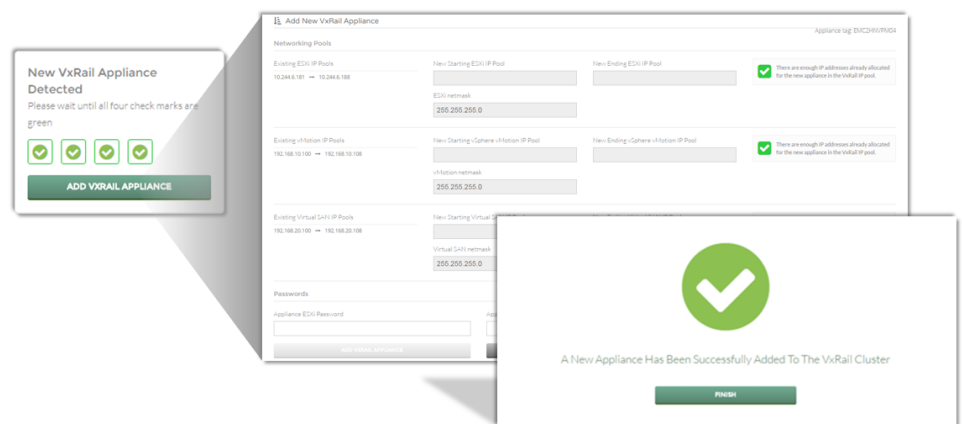 New VxRail Appliance
Detected
Please wait until all four check marks are
green
ADD VXRAIL APPLIANCE
Add New VxRail Appliance
Networking Pools
Existing ESXi IP Pools
10.244.6.181 → 10.244.6.188
New Starting ESXi IP Pool
New Ending ESXi IP Pool
There are enough IP addresses already allocated
for the new appliance in the VxRail IP pool.
ESXi netmask
255.255.255.0
Existing vMotion IP Pools
192.168.10.100 → 192.168.10.108
New Starting vSphere vMotion IP Pool
New Ending vSphere vMotion IP Pool
There are enough IP addresses already allocated
for the new appliance in the VxRail IP pool.
vMotion netmask
255.255.255.0
Existing Virtual SAN IP Pools
192.168.20.100 → 192.168.20.108
New Starting Virtual
Virtual SAN netmask
255.255.255.0
Passwords
Appliance ESXi Password
ADD VXRAIL APPLIANCE
A New Appliance Has Been Successfully Added To The VxRail Cluster
FINISH